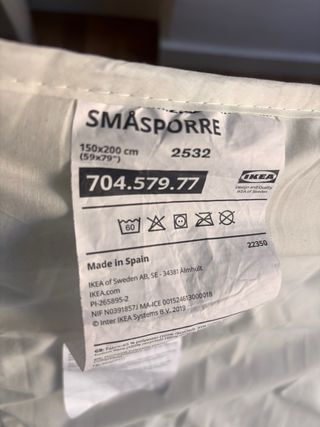 SMÅSPORRE
150x200 cm
(59x79")
2532
704.579.77
IKEA
Design and Quality
IKEA of Sweden
60
22350
Made in Spain
IKEA of Sweden AB, SE - 34381 Älmhult
IKEA.com
PI-265895-2
NIF N0391857J MA-ICE 001524613000018
© Inter IKEA Systems B.V. 2019